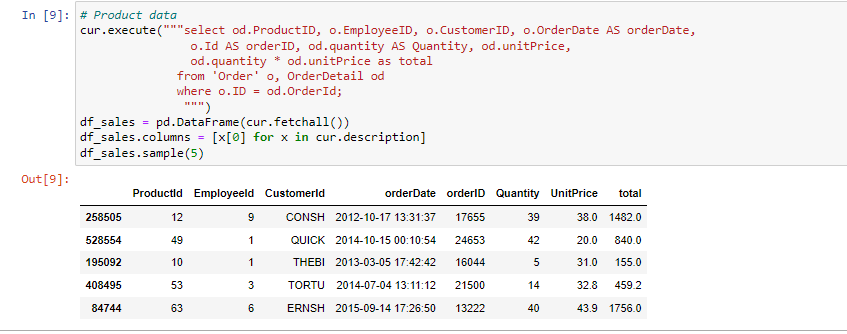 In [9]: # Product data
cur.execute("""select od.ProductID, o.EmployeeID, o.CustomerID, o.OrderDate AS orderDate,
o.Id AS orderID, od.quantity AS Quantity, od.unitPrice,
od.quantity * od.unitPrice as total
from 'Order' o, OrderDetail od
where o.ID = od.OrderId;
""")
df_sales = pd.DataFrame(cur.fetchall())
df_sales.columns = [x[0] for x in cur.description]
df_sales.sample(5)
Out[9]:
ProductId EmployeeId CustomerId orderDate orderID Quantity UnitPrice total
258505 12 9 CONSH 2012-10-17 13:31:37 17655 39 38.0 1482.0
528554 49 1 QUICK 2014-10-15 00:10:54 24653 42 20.0 840.0
195092 10 1 THEBI 2013-03-05 17:42:42 16044 5 31.0 155.0
408495 53 3 TORTU 2014-07-04 13:11:12 21500 14 32.8 459.2
84744 63 6 ERNSH 2015-09-14 17:26:50 13222 40 43.9 1756.0